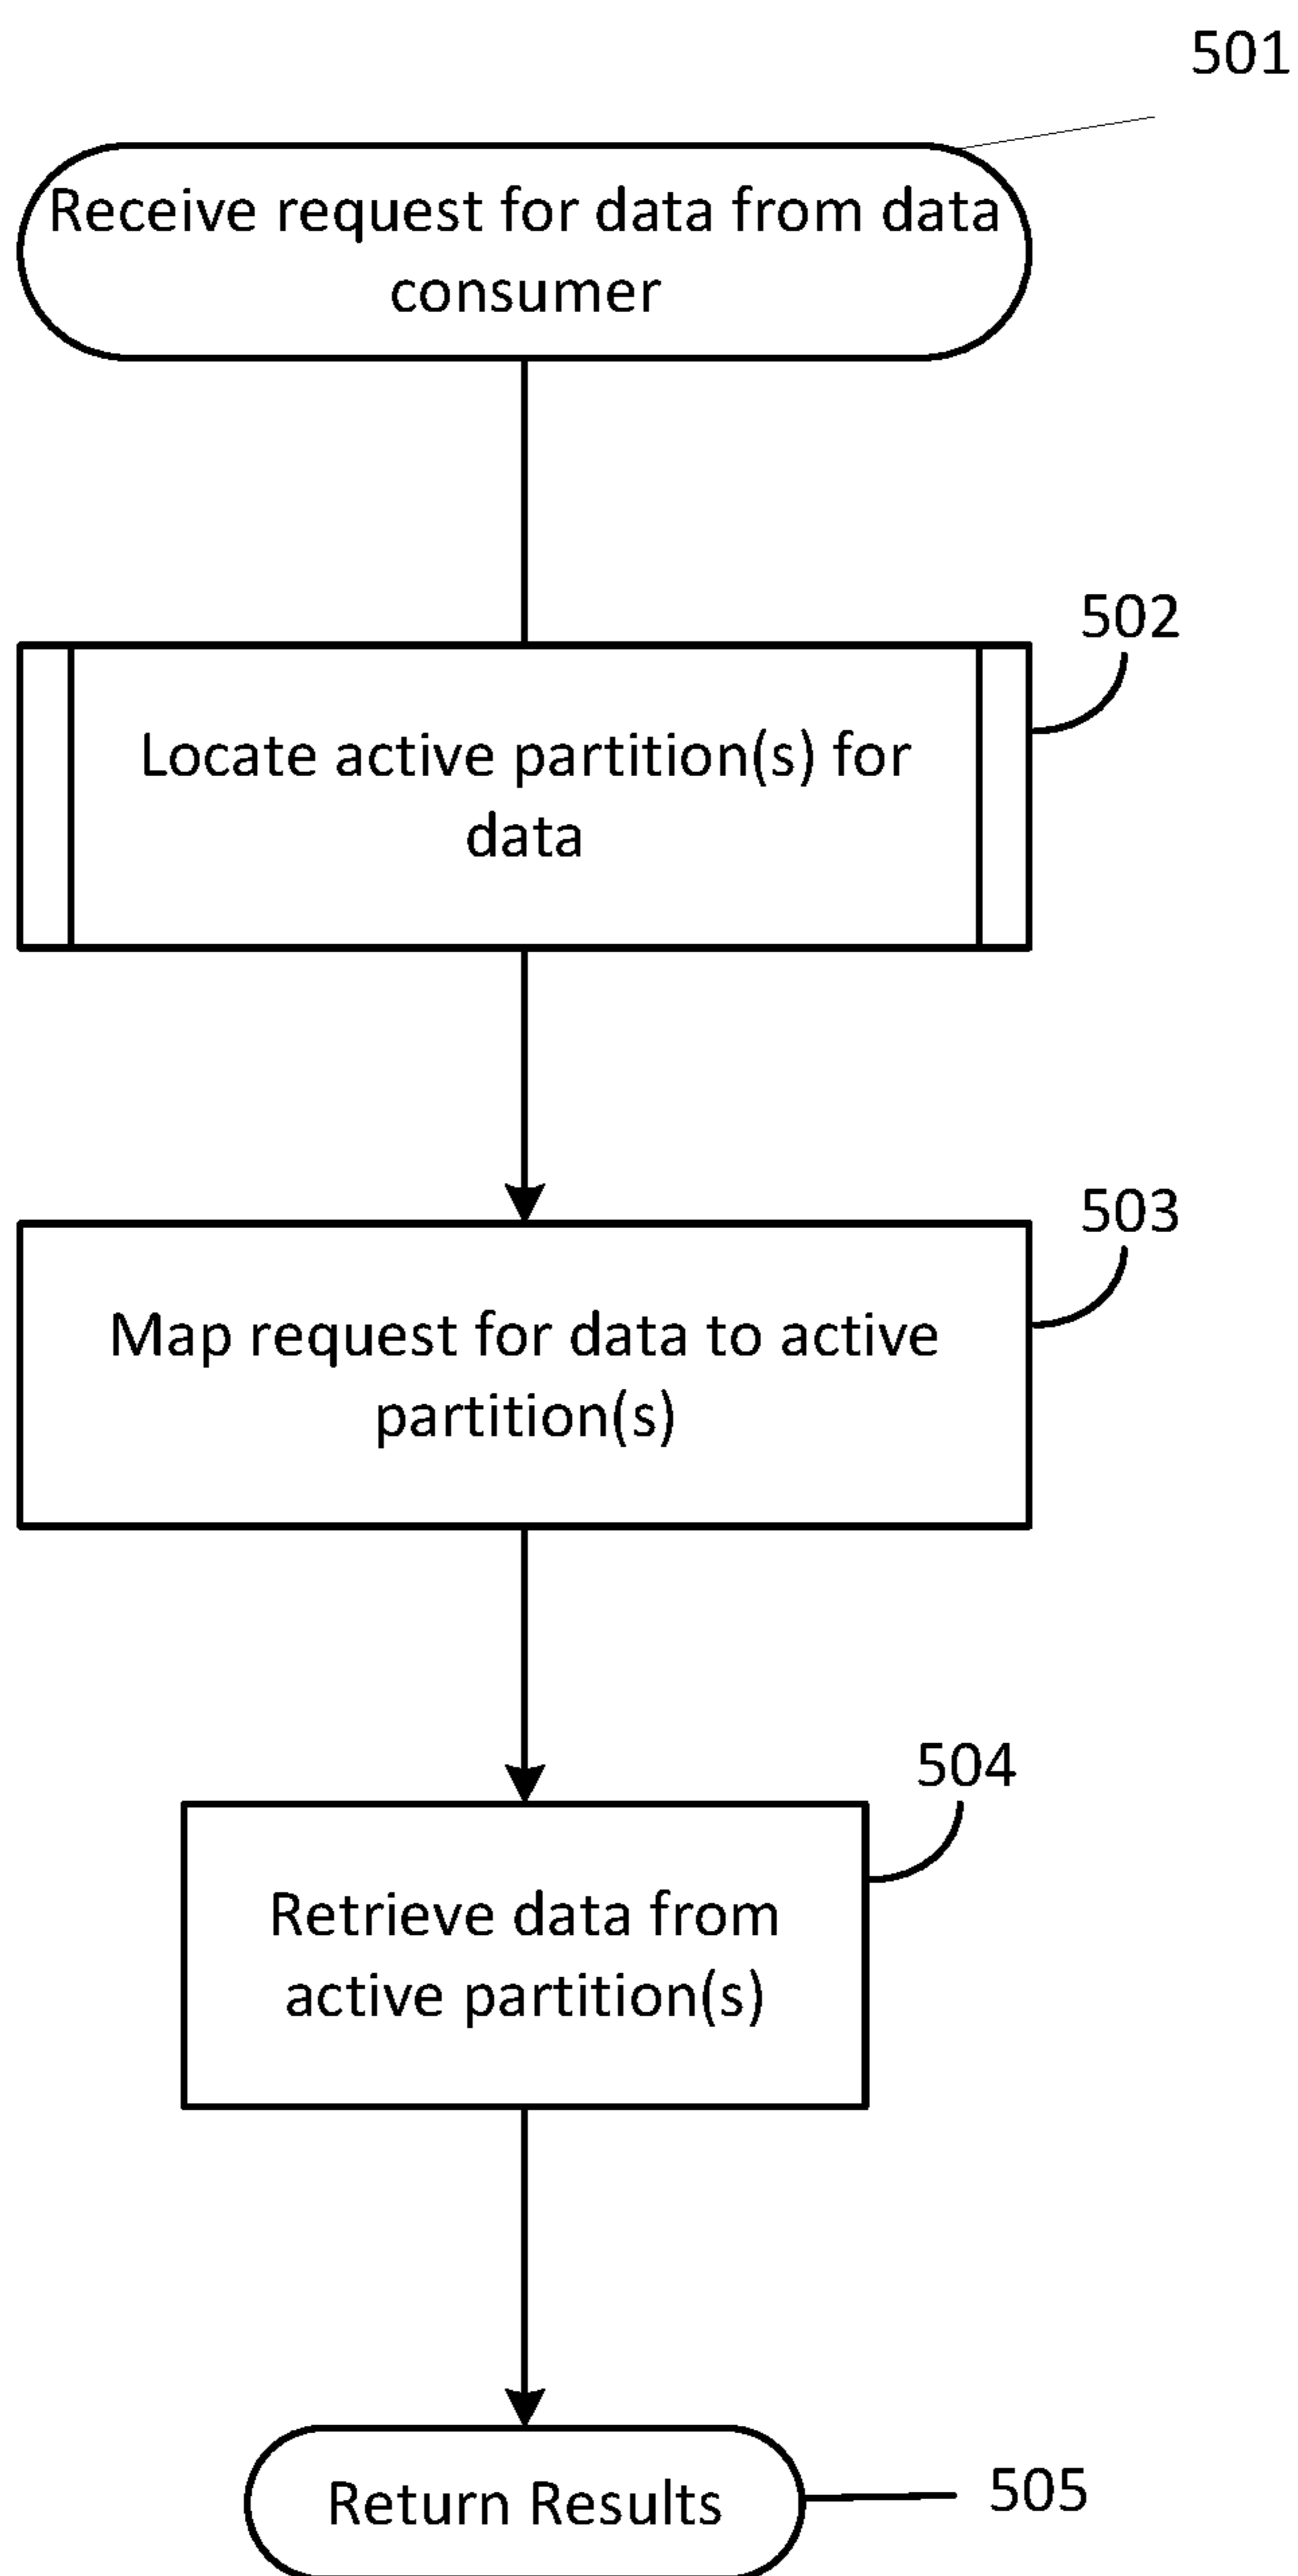 501
Receive request for data from data
consumer
502
Locate active partition(s) for
data
503
Map request for data to active
partition(s)
504
Retrieve data from
active partition(s)
Return Results
505